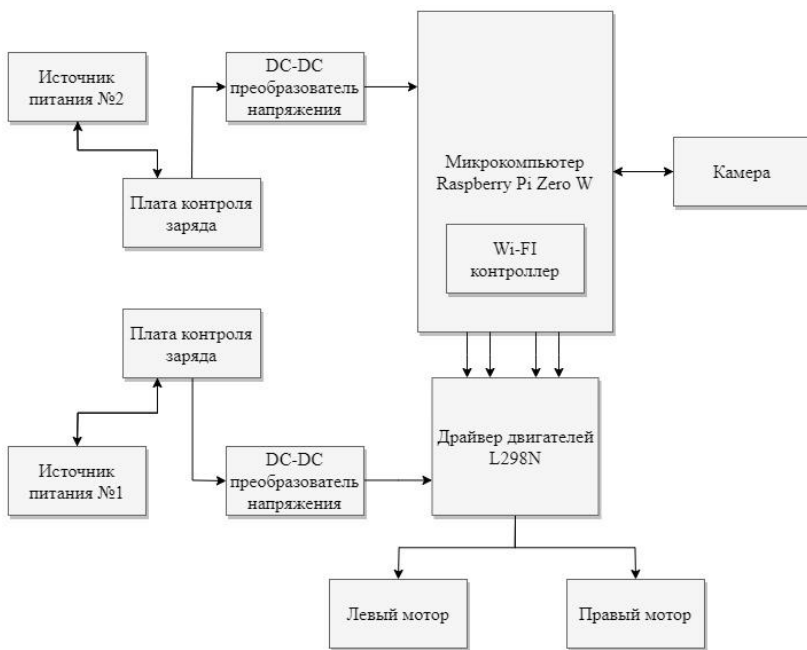 Источник
питания №2
DC-DC
преобразователь
напряжения
Плата контроля
заряда
Микрокомпьютер
Raspberry Pi Zero W
Камера
Wi-FI
контроллер
Плата контроля
заряда
Источник
питания №1
DC-DC
преобразователь
напряжения
Драйвер двигателей
L298N
Левый мотор
Правый мотор